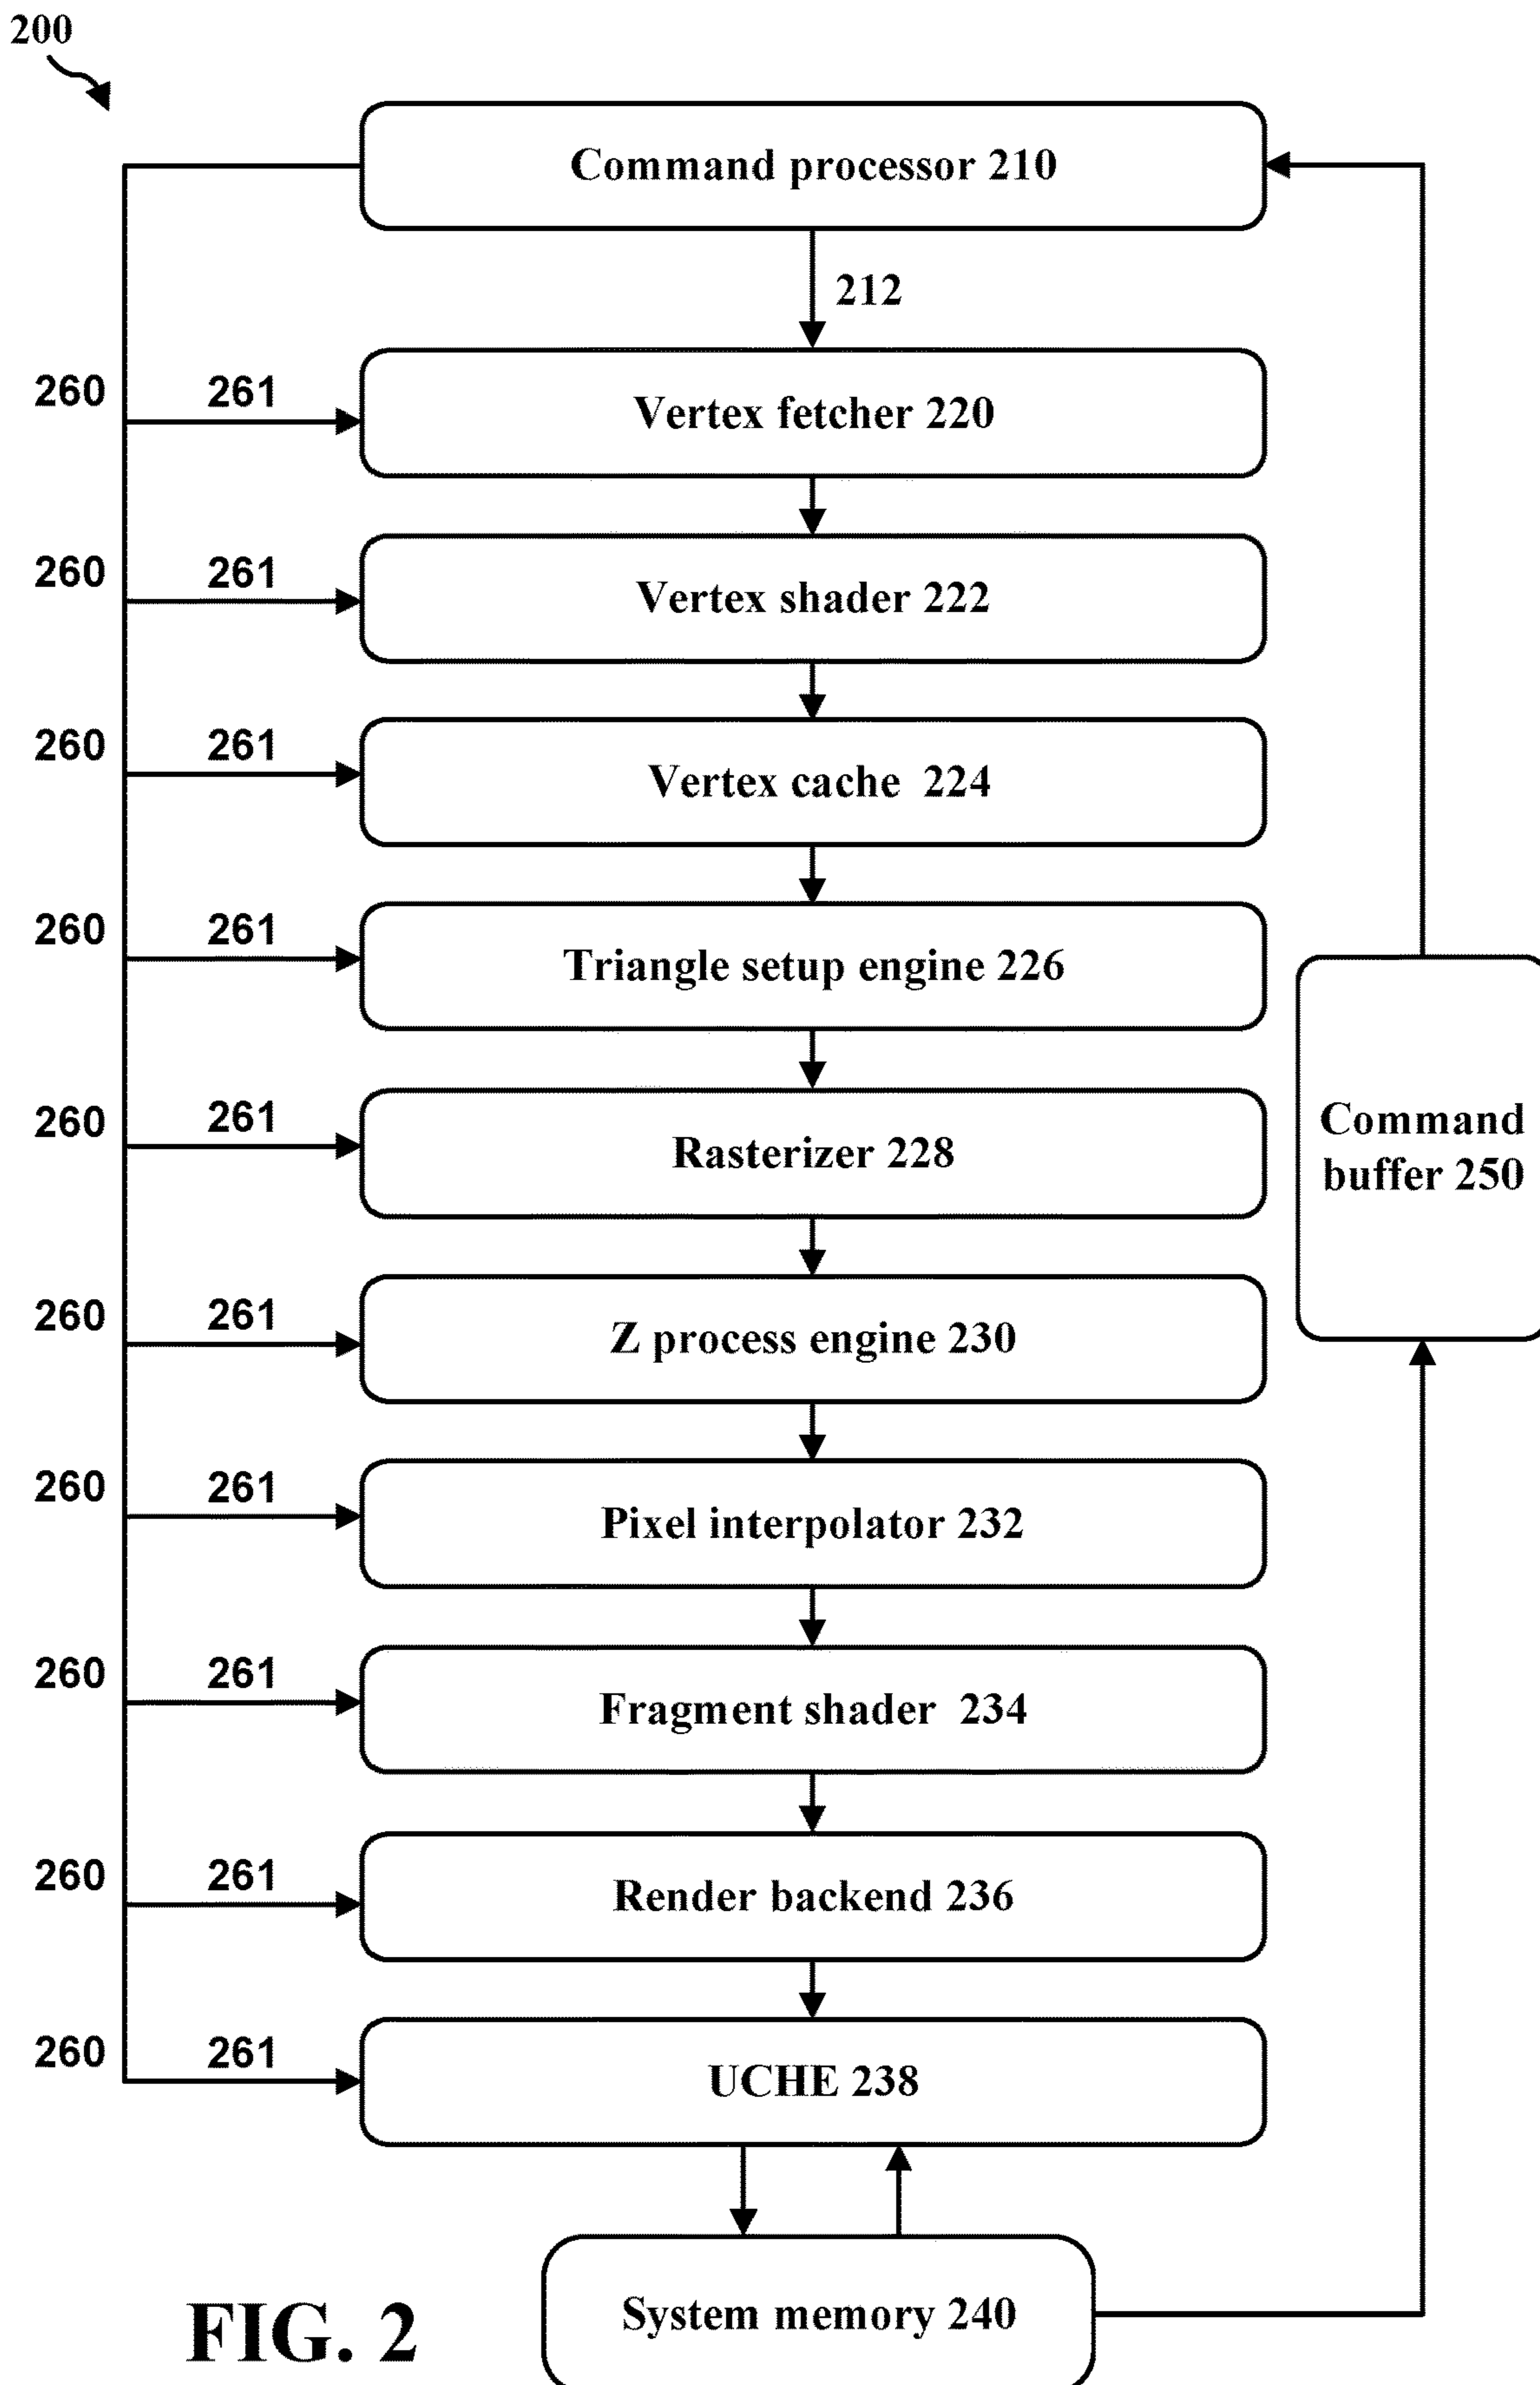 200
Command processor 210
212
260 261 Vertex fetcher 220
260 261 Vertex shader 222
260 261 Vertex cache 224
260 261 Triangle setup engine 226
260 261 Rasterizer 228
Command
buffer 250
260 261 Z process engine 230
260 261 Pixel interpolator 232
260 261 Fragment shader 234
260 261 Render backend 236
260 261 UCHE 238
System memory 240
FIG. 2